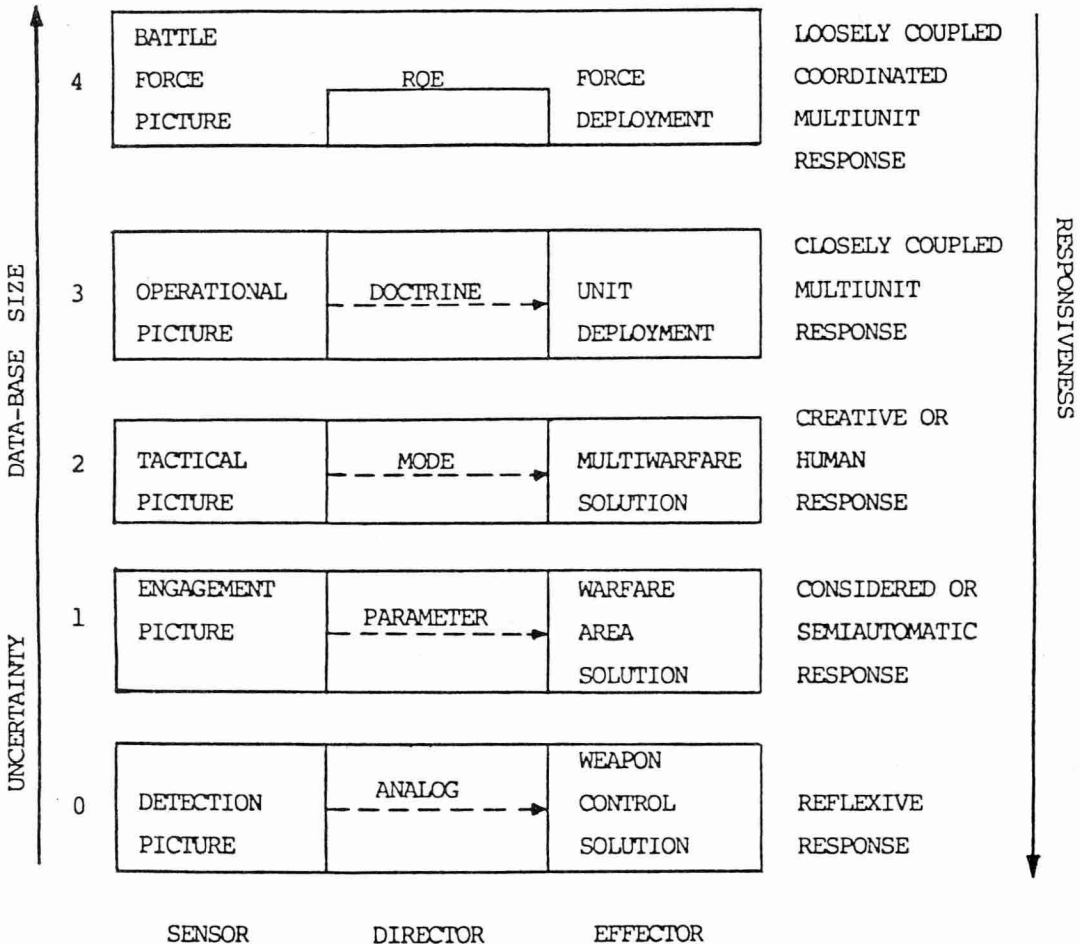 BATTLE
FORCE
PICTURE
4
ROE
FORCE
DEPLOYMENT
LOOSELY COUPLED
COORDINATED
MULTIUNIT
RESPONSE
3
OPERATIONAL
PICTURE
DOCTRINE
UNIT
DEPLOYMENT
CLOSELY COUPLED
MULTIUNIT
RESPONSE
2
TACTICAL
PICTURE
MODE
MULTIWARFARE
SOLUTION
CREATIVE OR
HUMAN
RESPONSE
1
ENGAGEMENT
PICTURE
PARAMETER
WARFARE
AREA
SOLUTION
CONSIDERED OR
SEMIAUTOMATIC
RESPONSE
0
DETECTION
PICTURE
ANALOG
WEAPON
CONTROL
SOLUTION
REFLEXIVE
RESPONSE
UNCERTAINTY DATA-BASE SIZE
RESPONSIVENESS
SENSOR DIRECTOR EFFECTOR